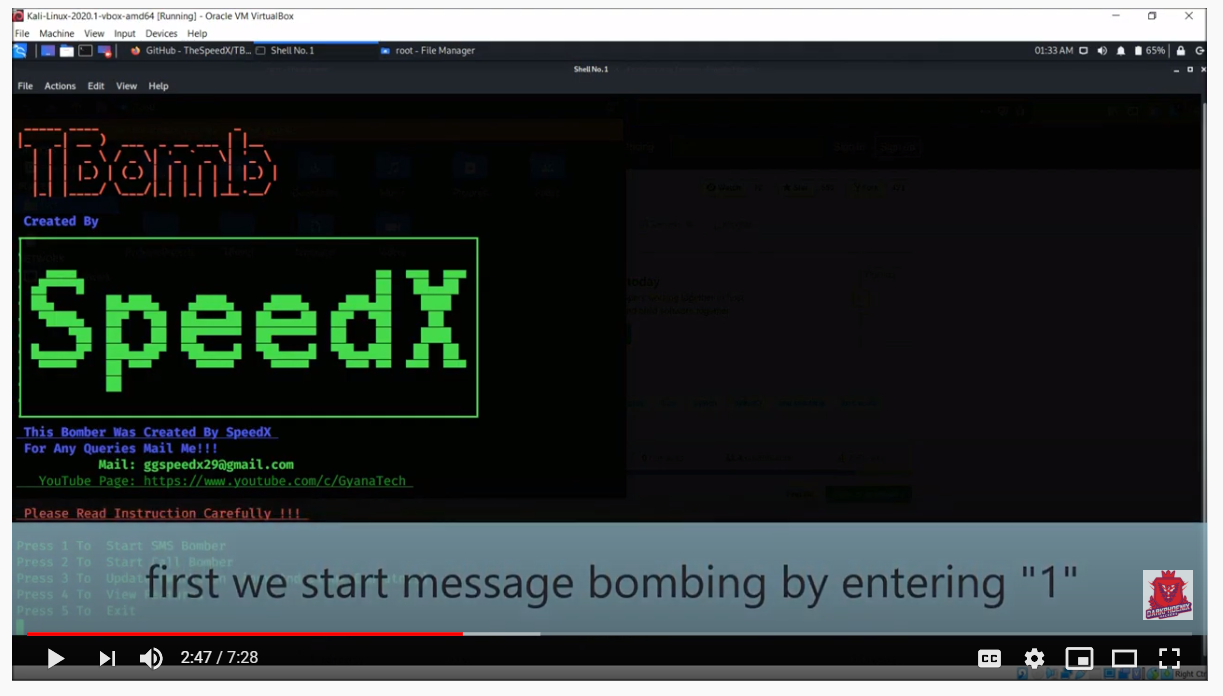 Kali-Linux-2020.1-vbox-amd64 [Running] - Oracle VM VirtualBox
File Machine View Input Devices Help
GitHub - TheSpeedX/TB... Shell No. 1 root - File Manager 01:33 AM 65%
Shell No. 1
File Actions Edit View Help
TBomb
Created By
SpeedX
This Bomber Was Created By SpeedX
For Any Queries Mail Me!!!
Mail: ggspeedx29@gmail.com
YouTube Page: https://www.youtube.com/c/GyanaTech
Please Read Instruction Carefully !!!
Press 1 To Start SMS Bomber
Press 2 To Start Call Bomber
Press 3 To
Press 4 To View
Press 5 To Exit
first we start message bombing by entering "1"
DARKPHOENIX
2:47 / 7:28
CC
Right Ct